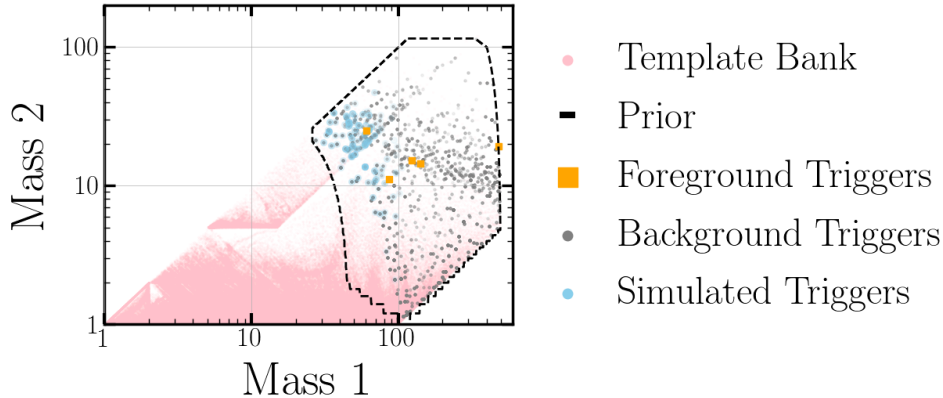 100
10
1
1
10
100
Mass 2
Mass 1
Template Bank
Prior
Foreground Triggers
Background Triggers
Simulated Triggers